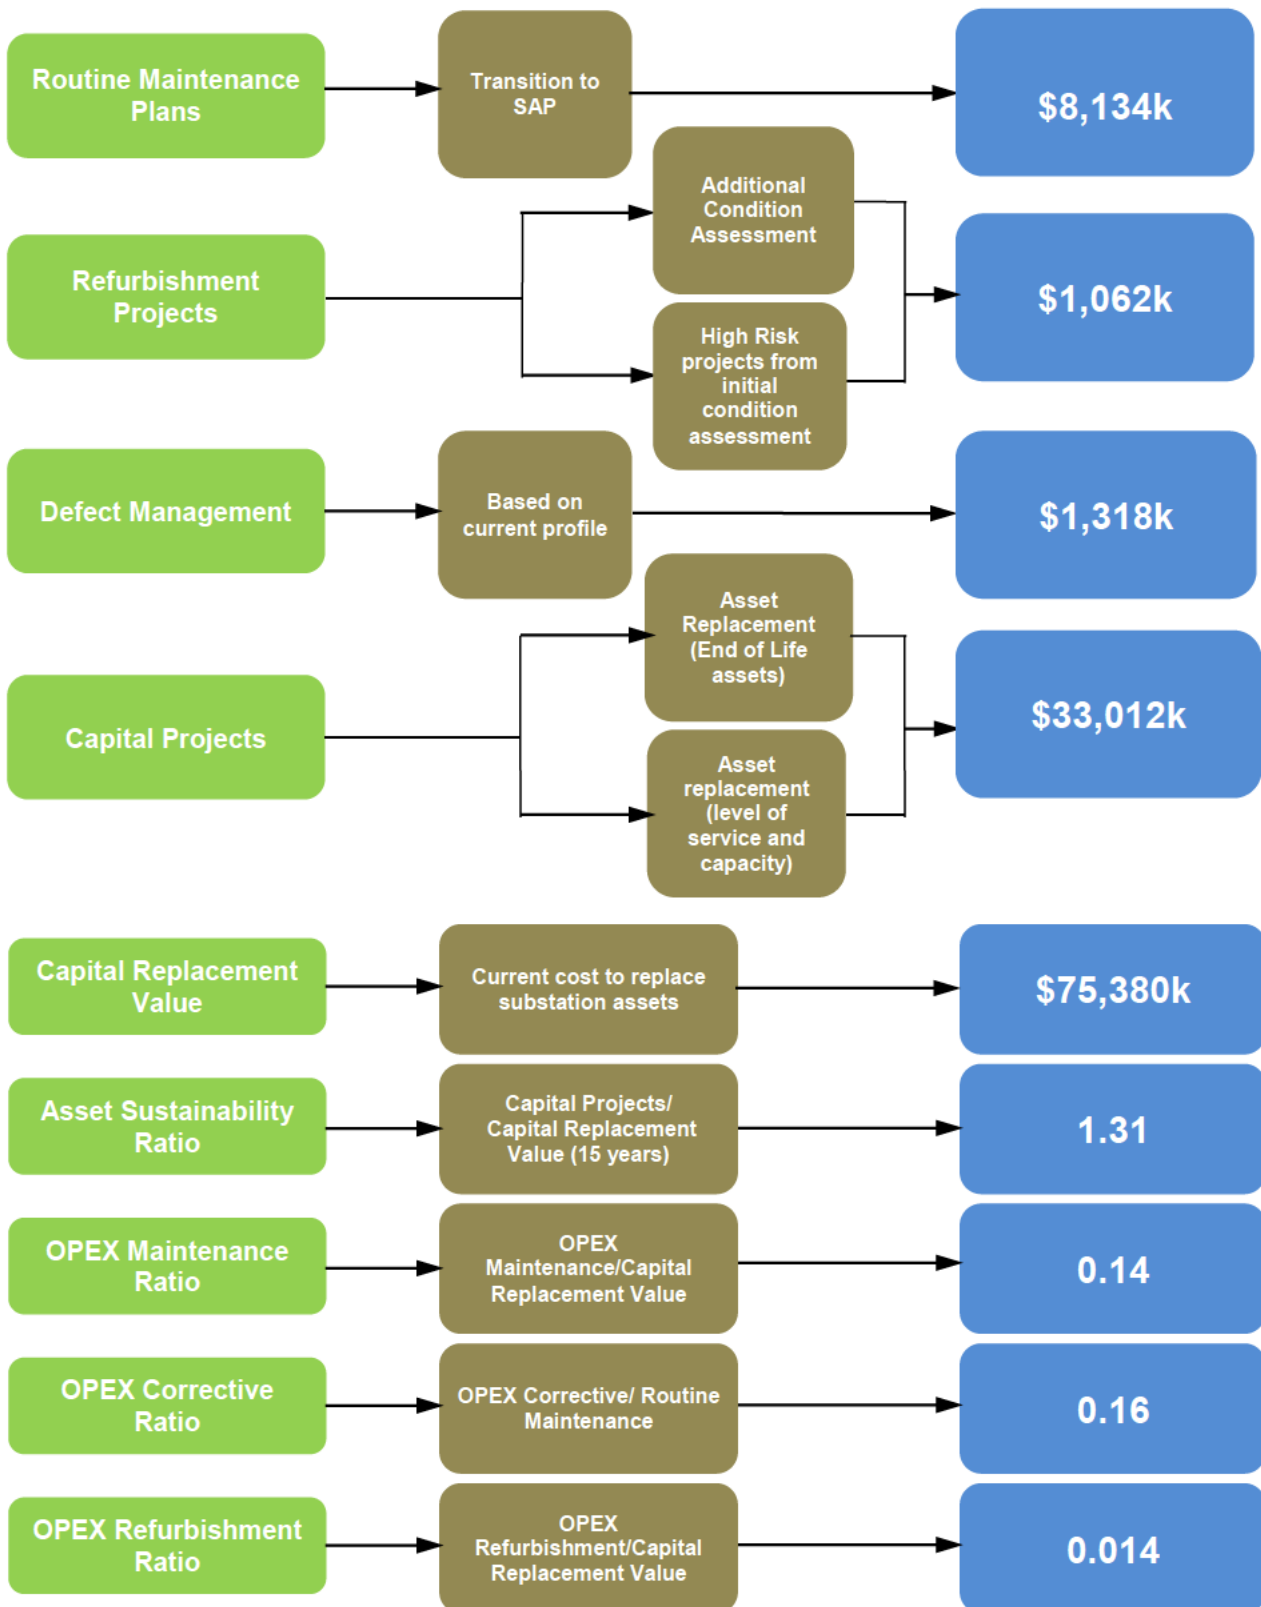 Routine Maintenance
Plans
Transition to
SAP
$8,134k
Refurbishment
Projects
Additional
Condition
Assessment
High Risk
projects from
initial
condition
assessment
$1,062k
Defect Management
Based on
current profile
$1,318k
Capital Projects
Asset
Replacement
(End of Life
assets)
Asset
replacement
(level of
service and
capacity)
$33,012k
Capital Replacement
Value
Current cost to replace
substation assets
$75,380k
Asset Sustainability
Ratio
Capital Projects/
Capital Replacement
Value (15 years)
1.31
OPEX Maintenance
Ratio
OPEX
Maintenance/Capital
Replacement Value
0.14
OPEX Corrective
Ratio
OPEX Corrective/ Routine
Maintenance
0.16
OPEX Refurbishment
Ratio
OPEX
Refurbishment/Capital
Replacement Value
0.014